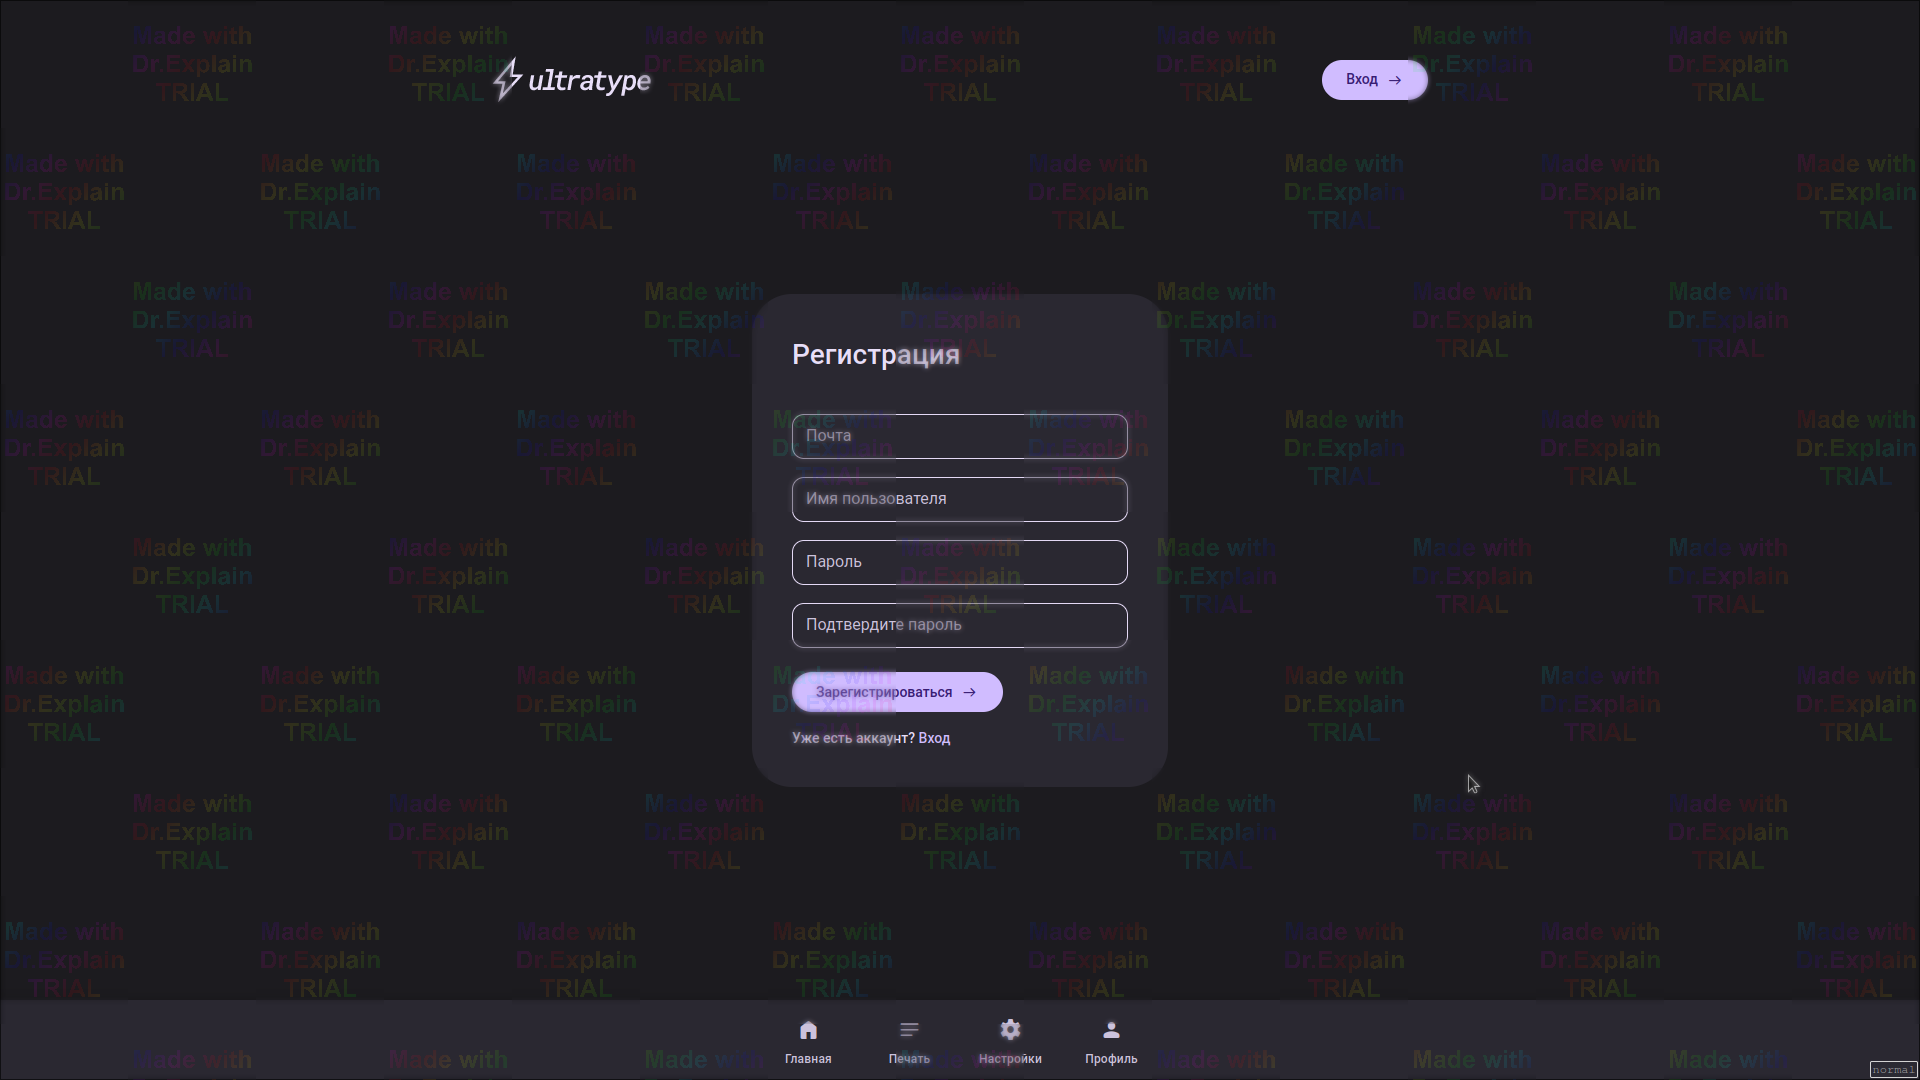 ultratype
Вход
Регистрация
Почта
Имя пользователя
Пароль
Подтвердите пароль
Зарегистрироваться
Уже есть аккаунт? Вход
Главная
Печать
Настройки
Профиль
normal
Made with
Dr.Explain
TRIAL